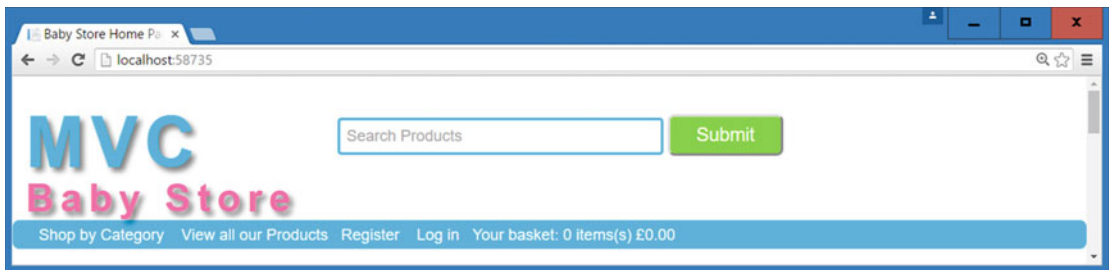 Baby Store Home Pa
localhost:58735
MVC
Baby Store
Search Products
Submit
Shop by Category View all our Products Register Log in Your basket: 0 items(s) £0.00